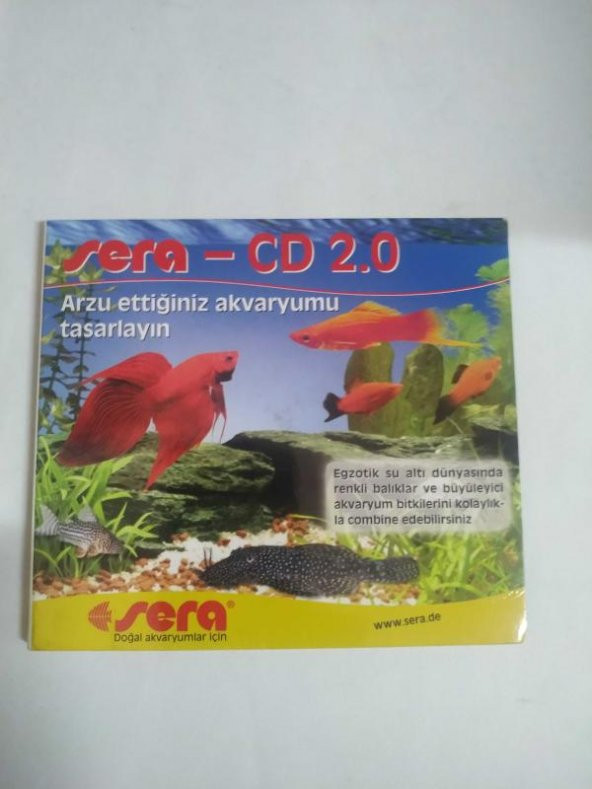 sera – CD 2.0
Arzu ettiğiniz akvaryumu
tasarlayın
Egzotik su altı dünyasında
renkli balıklar ve büyüleyici
akvaryum bitkilerini kolaylık-
la combine edebilirsiniz
sera®
Doğal akvaryumlar için
www.sera.de